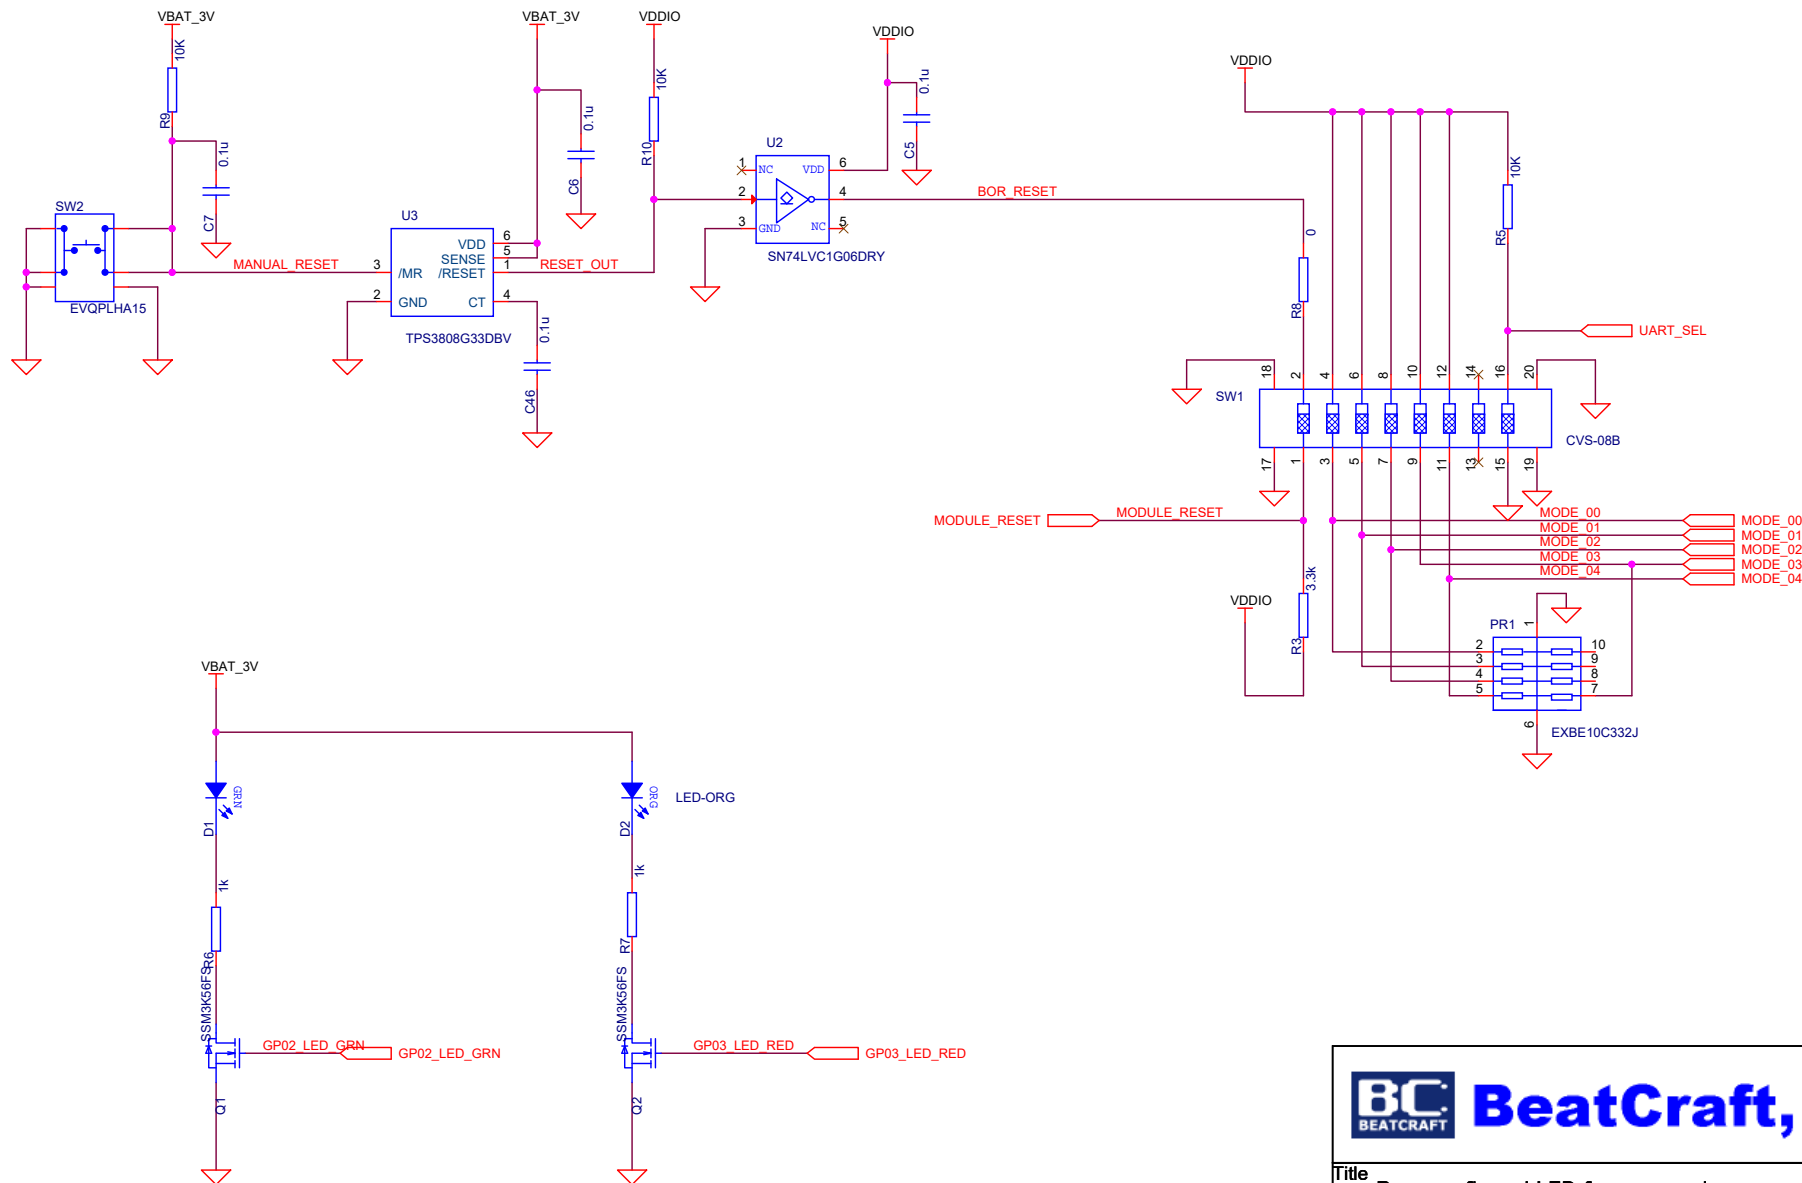 VBAT_3V
VBAT_3V
VDDIO
VDDIO
VDDIO
10K
R9
0.1u
C7
SW2
EVQPLHA15
MANUAL_RESET
U3
3
/MR
2
GND
VDD
6
SENSE
5
/RESET
1
CT
4
TPS3808G33DBV
0.1u
C6
0.1u
C46
RESET_OUT
10K
R10
U2
1
NC
VDD
6
2
4
3
GND
NC
5
SN74LVC1G06DRY
0.1u
C5
BOR_RESET
0
R8
10K
R5
UART_SEL
18
2
4
6
8
10
12
14
16
20
SW1
CVS-08B
17
1
3
5
7
9
11
13
15
19
MODULE_RESET
MODULE_RESET
MODE_00
MODE_00
MODE_01
MODE_01
MODE_02
MODE_02
MODE_03
MODE_03
MODE_04
MODE_04
3.3k
R3
VDDIO
PR1
1
2
10
3
9
4
8
5
7
6
EXBE10C332J
VBAT_3V
GRN
D1
ORG
D2
LED-ORG
1k
R6
1k
R7
SSM3K56FS
SSM3K56FS
GP02_LED_GRN
GP02_LED_GRN
GP03_LED_RED
GP03_LED_RED
Q1
Q2
BC
BEATCRAFT
BeatCraft,
Title